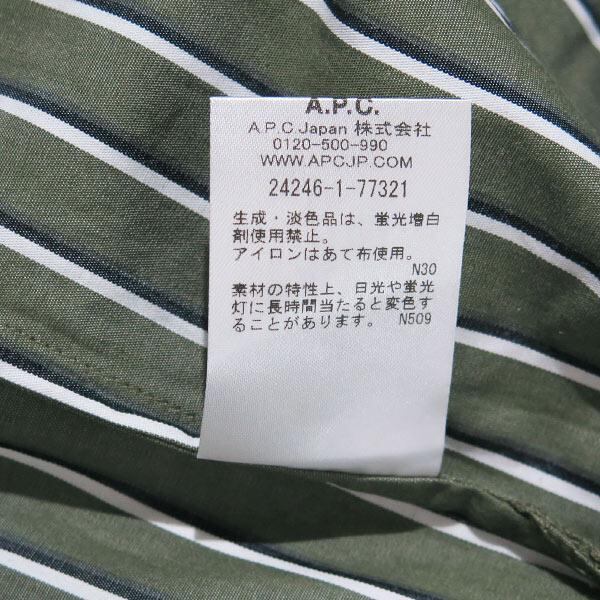 A.P.C.
A.P.C Japan 株式会社
0120-500-990
WWW.APCJP.COM
24246-1-77321
生成・淡色品は、蛍光増白
剤使用禁止。
アイロンはあて布使用。
N30
素材の特性上、日光や蛍光
灯に長時間当たると変色す
ることがあります。 N509